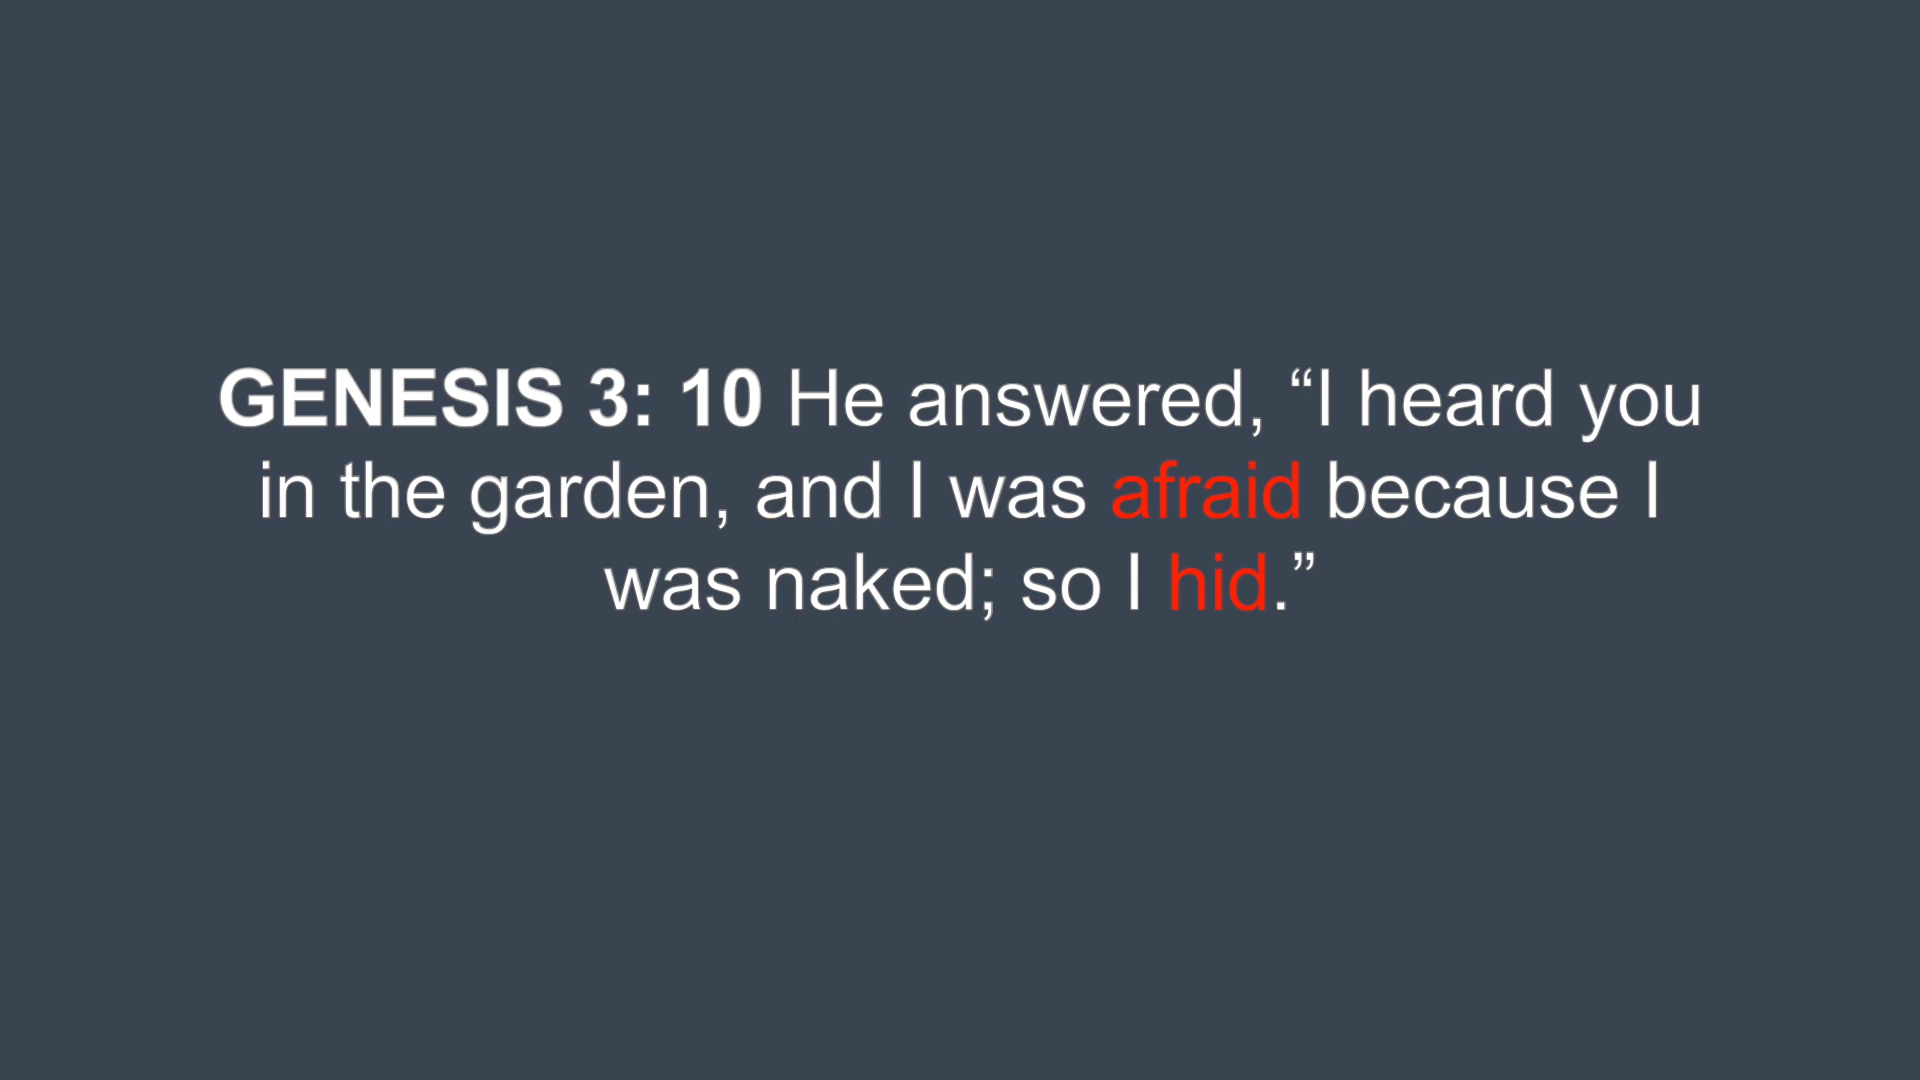 GENESIS 3: 10 He answered, “I heard you
in the garden, and I was afraid because I
was naked; so I hid.”